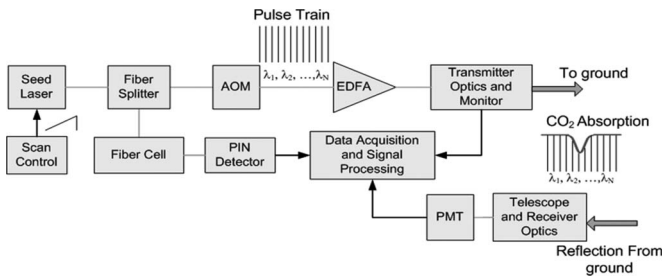 Pulse Train
Seed
Laser
Fiber
Splitter
AOM
λ1, λ2, ...,λN
EDFA
Transmitter
Optics and
Monitor
To ground
Scan
Control
Fiber Cell
PIN
Detector
Data Acquisition
and Signal
Processing
CO2 Absorption
λ1, λ2, ...,λN
PMT
Telescope
and Receiver
Optics
Reflection From
ground